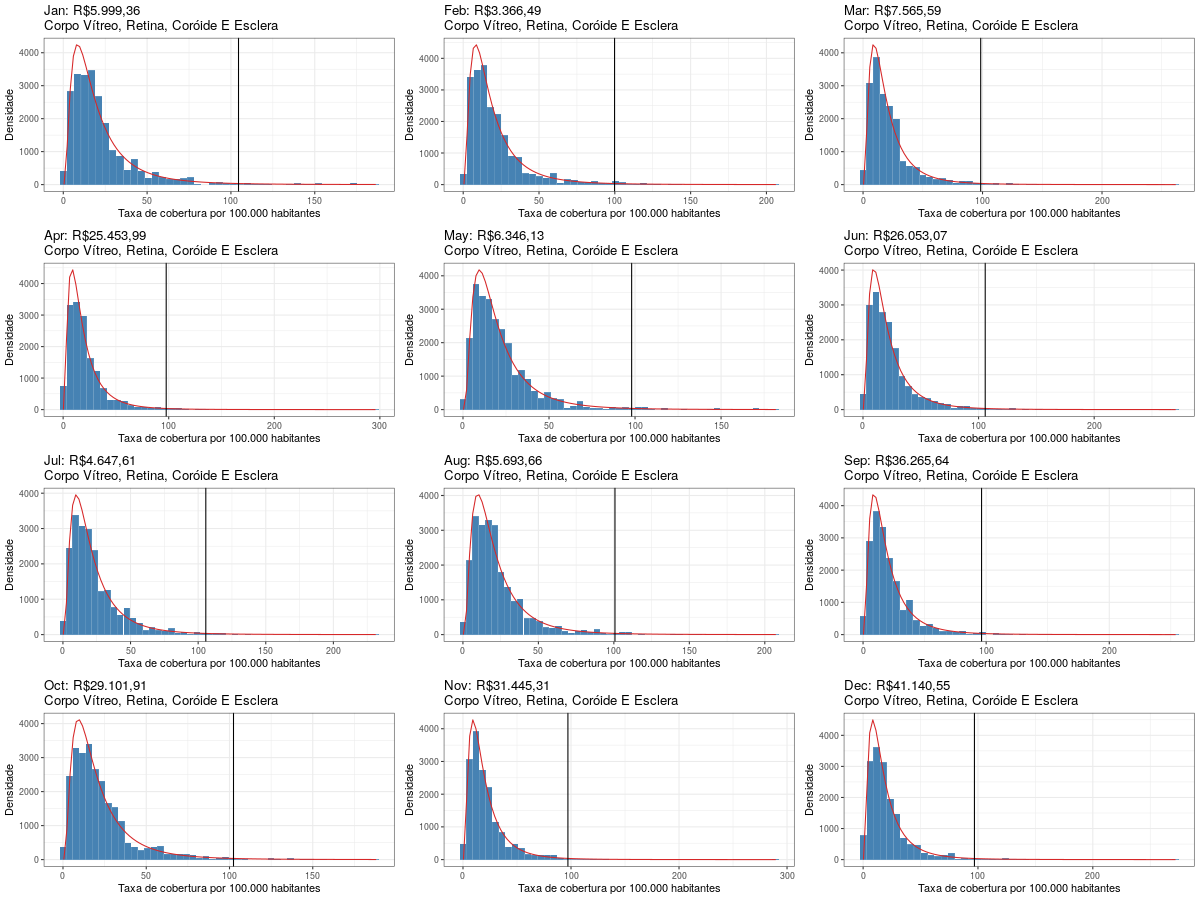 Jan: R$5.999,36
Corpo Vítreo, Retina, Coróide E Esclera
4000
3000
2000
1000
0
Densidade
0 50 100 150
Taxa de cobertura por 100.000 habitantes
Feb: R$3.366,49
Corpo Vítreo, Retina, Coróide E Esclera
4000
3000
2000
1000
0
Densidade
0 50 100 150 200
Taxa de cobertura por 100.000 habitantes
Mar: R$7.565,59
Corpo Vítreo, Retina, Coróide E Esclera
4000
3000
2000
1000
0
Densidade
0 100 200
Taxa de cobertura por 100.000 habitantes
Apr: R$25.453,99
Corpo Vítreo, Retina, Coróide E Esclera
4000
3000
2000
1000
0
Densidade
0 100 200 300
Taxa de cobertura por 100.000 habitantes
May: R$6.346,13
Corpo Vítreo, Retina, Coróide E Esclera
4000
3000
2000
1000
0
Densidade
0 50 100 150
Taxa de cobertura por 100.000 habitantes
Jun: R$26.053,07
Corpo Vítreo, Retina, Coróide E Esclera
4000
3000
2000
1000
0
Densidade
0 100 200
Taxa de cobertura por 100.000 habitantes
Jul: R$4.647,61
Corpo Vítreo, Retina, Coróide E Esclera
4000
3000
2000
1000
0
Densidade
0 50 100 150 200
Taxa de cobertura por 100.000 habitantes
Aug: R$5.693,66
Corpo Vítreo, Retina, Coróide E Esclera
4000
3000
2000
1000
0
Densidade
0 50 100 150 200
Taxa de cobertura por 100.000 habitantes
Sep: R$36.265,64
Corpo Vítreo, Retina, Coróide E Esclera
4000
3000
2000
1000
0
Densidade
0 100 200
Taxa de cobertura por 100.000 habitantes
Oct: R$29.101,91
Corpo Vítreo, Retina, Coróide E Esclera
4000
3000
2000
1000
0
Densidade
0 50 100 150
Taxa de cobertura por 100.000 habitantes
Nov: R$31.445,31
Corpo Vítreo, Retina, Coróide E Esclera
4000
3000
2000
1000
0
Densidade
0 100 200 300
Taxa de cobertura por 100.000 habitantes
Dec: R$41.140,55
Corpo Vítreo, Retina, Coróide E Esclera
4000
3000
2000
1000
0
Densidade
0 100 200
Taxa de cobertura por 100.000 habitantes